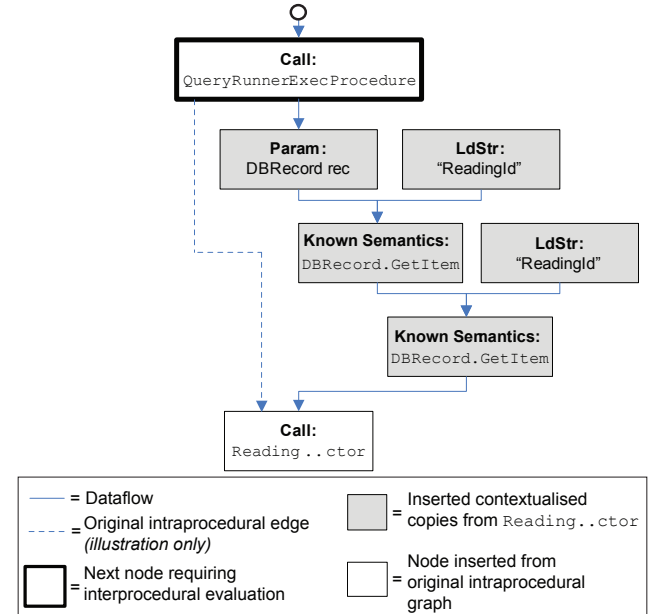 Call:
QueryRunnerExecProcedure
Param:
DBRecord rec
LdStr:
“ReadingId”
Known Semantics:
DBRecord.GetItem
LdStr:
“ReadingId”
Known Semantics:
DBRecord.GetItem
Call:
Reading..ctor
= Dataflow
= Original intraprocedural edge
(illustration only)
= Next node requiring
interprocedural evaluation
= Inserted contextualised
copies from Reading..ctor
= Node inserted from
original intraprocedural
graph